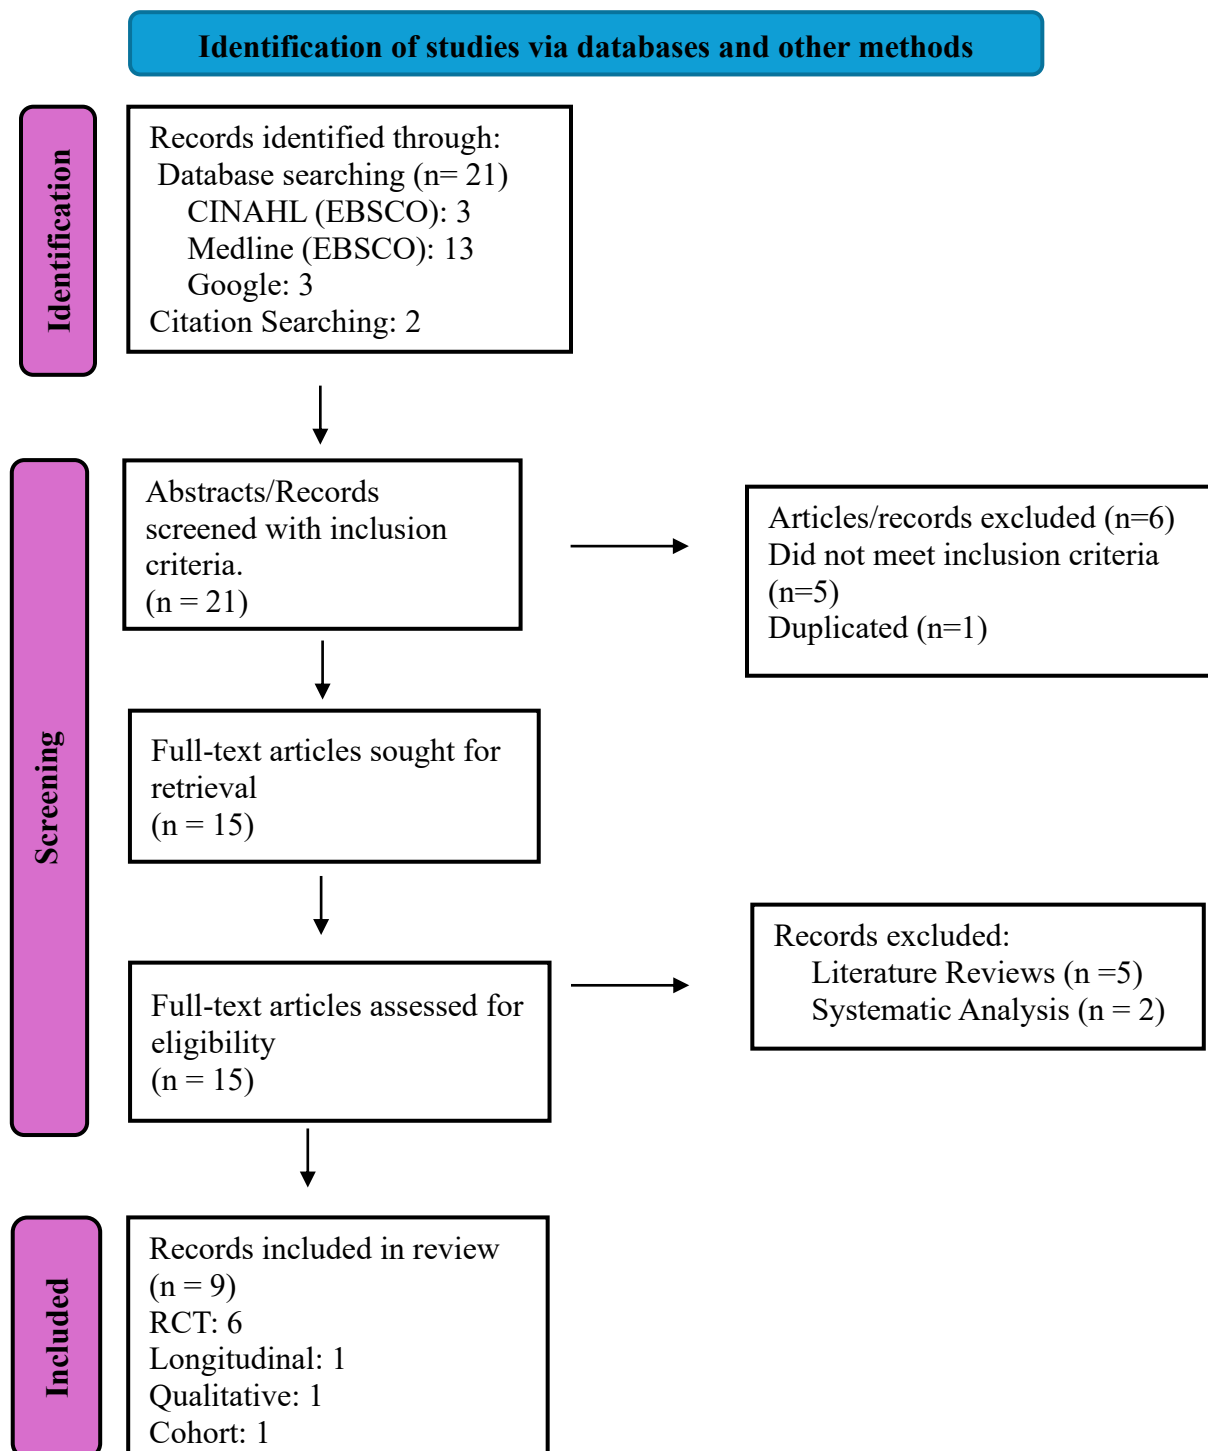 Identification of studies via databases and other methods
Identification
Records identified through:
Database searching (n= 21)
CINAHL (EBSCO): 3
Medline (EBSCO): 13
Google: 3
Citation Searching: 2
Screening
Abstracts/Records
screened with inclusion
criteria.
(n = 21)
Articles/records excluded (n=6)
Did not meet inclusion criteria
(n=5)
Duplicated (n=1)
Full-text articles sought for
retrieval
(n = 15)
Full-text articles assessed for
eligibility
(n = 15)
Records excluded:
Literature Reviews (n =5)
Systematic Analysis (n = 2)
Included
Records included in review
(n = 9)
RCT: 6
Longitudinal: 1
Qualitative: 1
Cohort: 1